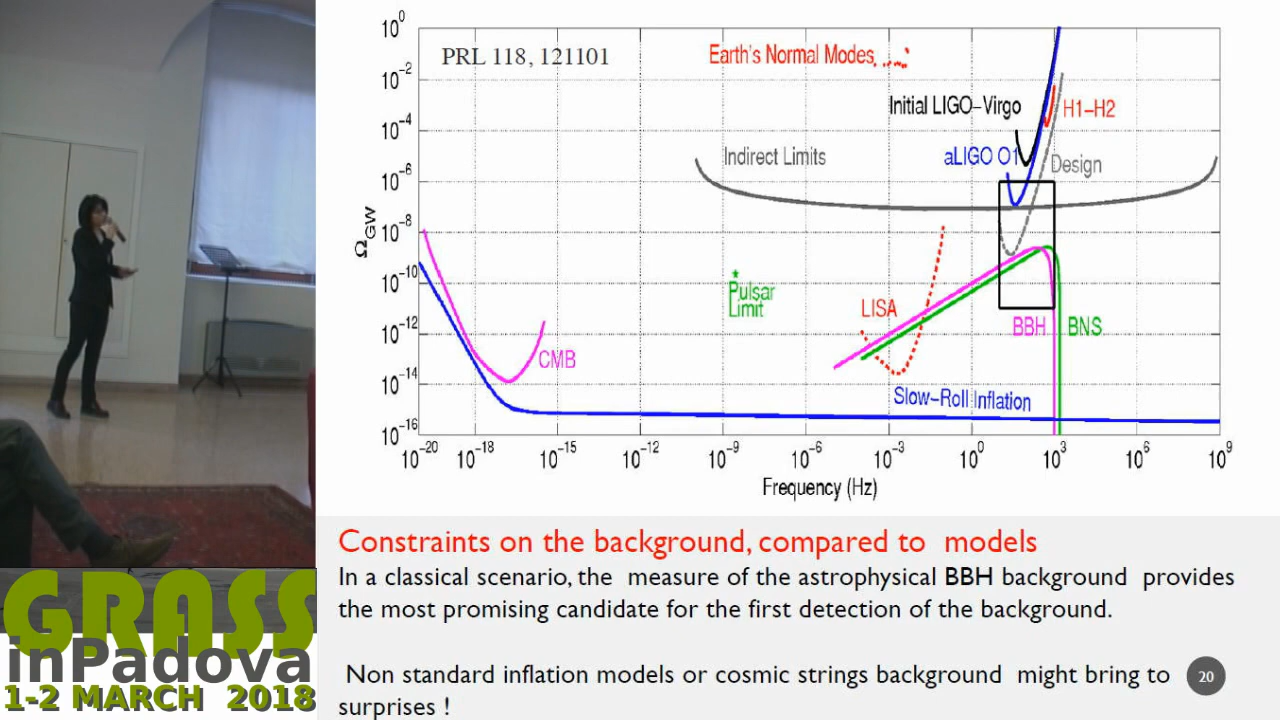 PRL 118, 121101
Earth's Normal Modes
Initial LIGO-Virgo
H1-H2
Indirect Limits
aLIGO O1
Design
Pulsar
Limit
LISA
BBH
BNS
CMB
Slow-Roll Inflation
Ω_GW
10^0
10^-2
10^-4
10^-6
10^-8
10^-10
10^-12
10^-14
10^-16
10^-20 10^-18 10^-15 10^-12 10^-9 10^-6 10^-3 10^0 10^3 10^6 10^9
Frequency (Hz)
Constraints on the background, compared to models
In a classical scenario, the measure of the astrophysical BBH background provides
the most promising candidate for the first detection of the background.
Non standard inflation models or cosmic strings background might bring to
surprises !
20
GRASS
inPadova
1-2 MARCH 2018